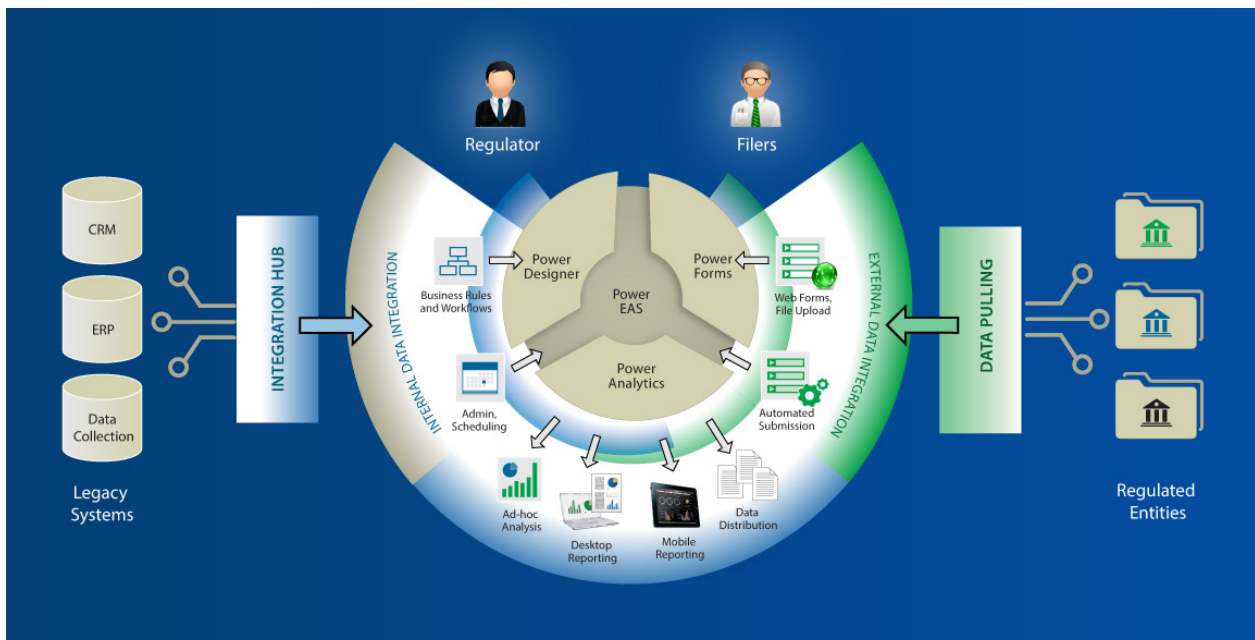 Regulator
Filers
CRM
ERP
Data
Collection
Legacy
Systems
INTEGRATION HUB
INTERNAL DATA INTEGRATION
Business Rules
and Workflows
Admin,
Scheduling
Power
Designer
Power
Forms
Power
EAS
Power
Analytics
Web Forms,
File Upload
Automated
Submission
Ad-hoc
Analysis
Desktop
Reporting
Mobile
Reporting
Data
Distribution
EXTERNAL DATA INTEGRATION
DATA PULLING
Regulated
Entities